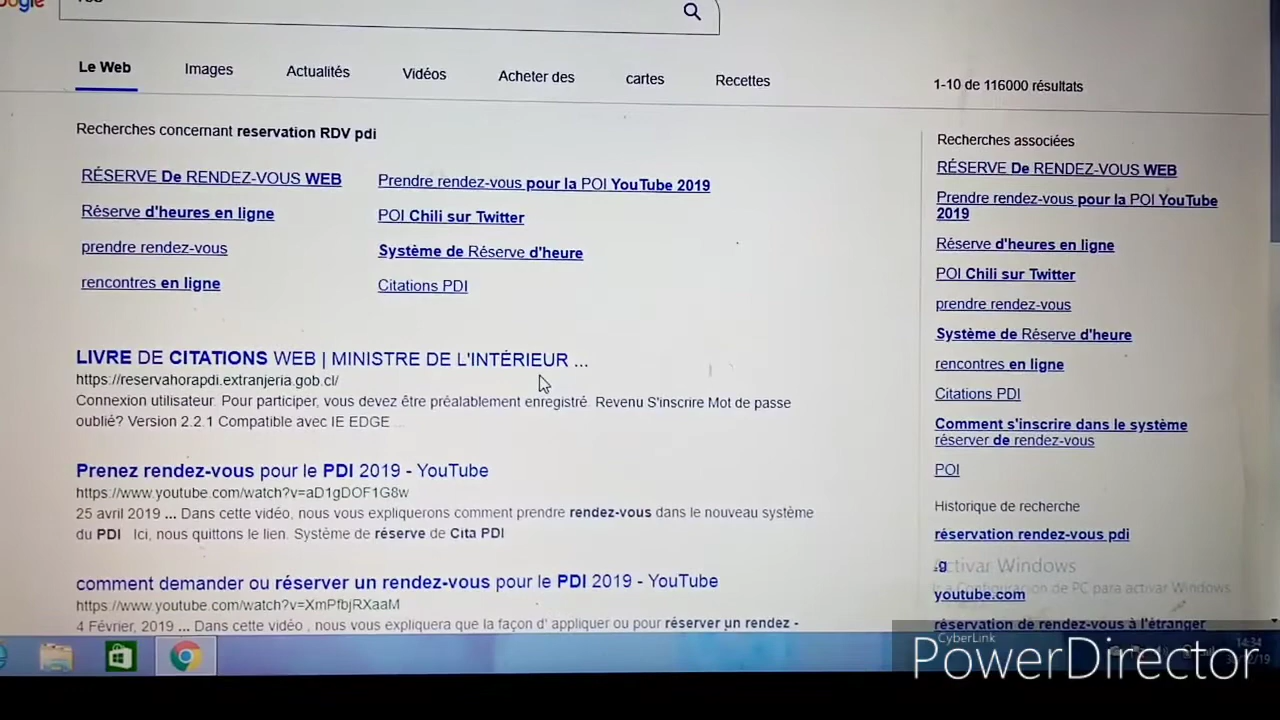 Le Web Images Actualités Vidéos Acheter des cartes Recettes
1-10 de 116000 résultats
Recherches concernant reservation RDV pdi
RÉSERVE De RENDEZ-VOUS WEB
Prendre rendez-vous pour la POI YouTube 2019
Réserve d'heures en ligne
POI Chili sur Twitter
prendre rendez-vous
Système de Réserve d'heure
rencontres en ligne
Citations PDI
LIVRE DE CITATIONS WEB | MINISTRE DE L'INTÉRIEUR ...
https://reservahorapdi.extranjeria.gob.cl/
Connexion utilisateur. Pour participer, vous devez être préalablement enregistré. Revenu S'inscrire Mot de passe
oublié? Version 2.2.1 Compatible avec IE EDGE
Prenez rendez-vous pour le PDI 2019 - YouTube
https://www.youtube.com/watch?v=aD1gDOF1G8w
25 avril 2019 ... Dans cette vidéo, nous vous expliquerons comment prendre rendez-vous dans le nouveau système
du PDI Ici, nous quittons le lien. Système de réserve de Cita PDI
comment demander ou réserver un rendez-vous pour le PDI 2019 - YouTube
https://www.youtube.com/watch?v=XmPfbjRXaaM
4 Février, 2019 ... Dans cette vidéo , nous vous expliquera que la façon d' appliquer ou pour réserver un rendez -
Recherches associées
RÉSERVE De RENDEZ-VOUS WEB
Prendre rendez-vous pour la POI YouTube
2019
Réserve d'heures en ligne
POI Chili sur Twitter
prendre rendez-vous
Système de Réserve d'heure
rencontres en ligne
Citations PDI
Comment s'inscrire dans le système
réserver de rendez-vous
POI
Historique de recherche
réservation rendez-vous pdi
.g
Activar Windows
Ir a Configuración de PC para activar Windows
youtube.com
réservation de rendez-vous à l'étranger
14:34
CyberLink
PowerDirector